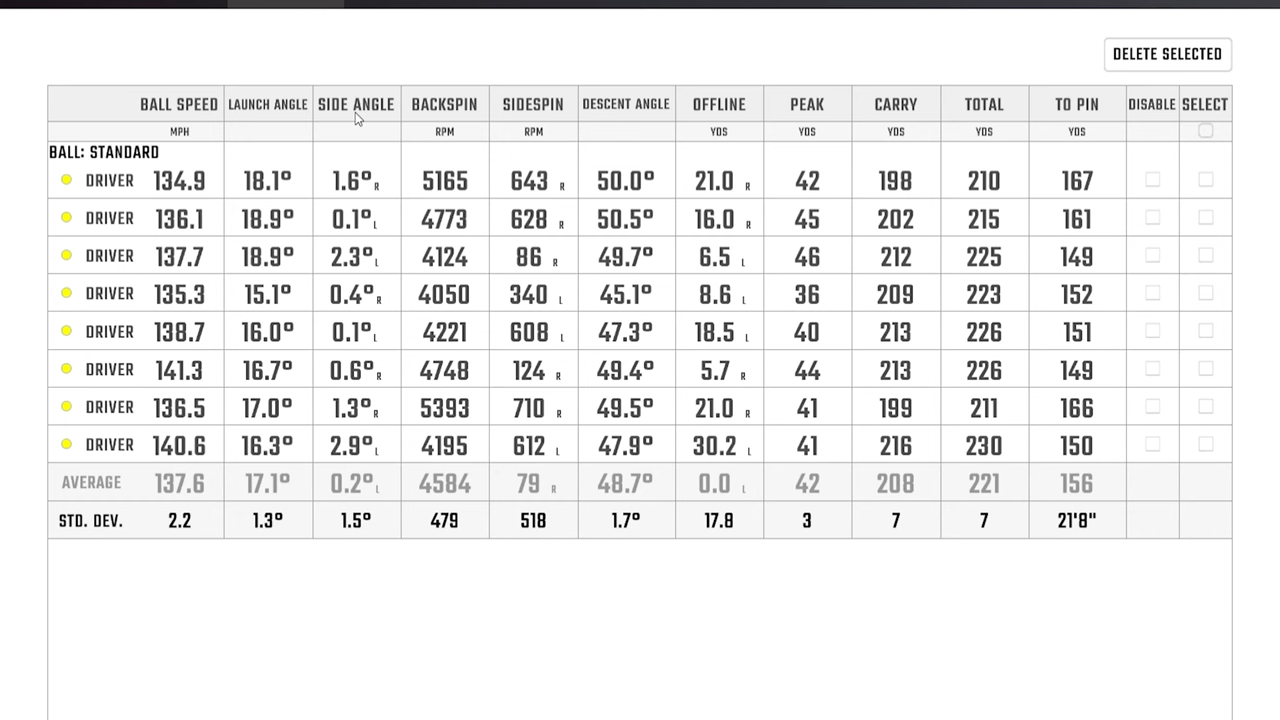 DELETE SELECTED
BALL SPEED LAUNCH ANGLE SIDE ANGLE BACKSPIN SIDESPIN DESCENT ANGLE OFFLINE PEAK CARRY TOTAL TO PIN DISABLE SELECT
MPH RPM RPM YDS YDS YDS YDS YDS
BALL: STANDARD
DRIVER 134.9 18.1° 1.6° R 5165 643 R 50.0° 21.0 R 42 198 210 167
DRIVER 136.1 18.9° 0.1° L 4773 628 R 50.5° 16.0 R 45 202 215 161
DRIVER 137.7 18.9° 2.3° L 4124 86 R 49.7° 6.5 L 46 212 225 149
DRIVER 135.3 15.1° 0.4° R 4050 340 L 45.1° 8.6 L 36 209 223 152
DRIVER 138.7 16.0° 0.1° L 4221 608 L 47.3° 18.5 L 40 213 226 151
DRIVER 141.3 16.7° 0.6° R 4748 124 R 49.4° 5.7 R 44 213 226 149
DRIVER 136.5 17.0° 1.3° R 5393 710 R 49.5° 21.0 R 41 199 211 166
DRIVER 140.6 16.3° 2.9° L 4195 612 L 47.9° 30.2 L 41 216 230 150
AVERAGE 137.6 17.1° 0.2° L 4584 79 R 48.7° 0.0 L 42 208 221 156
STD. DEV. 2.2 1.3° 1.5° 479 518 1.7° 17.8 3 7 7 21'8"